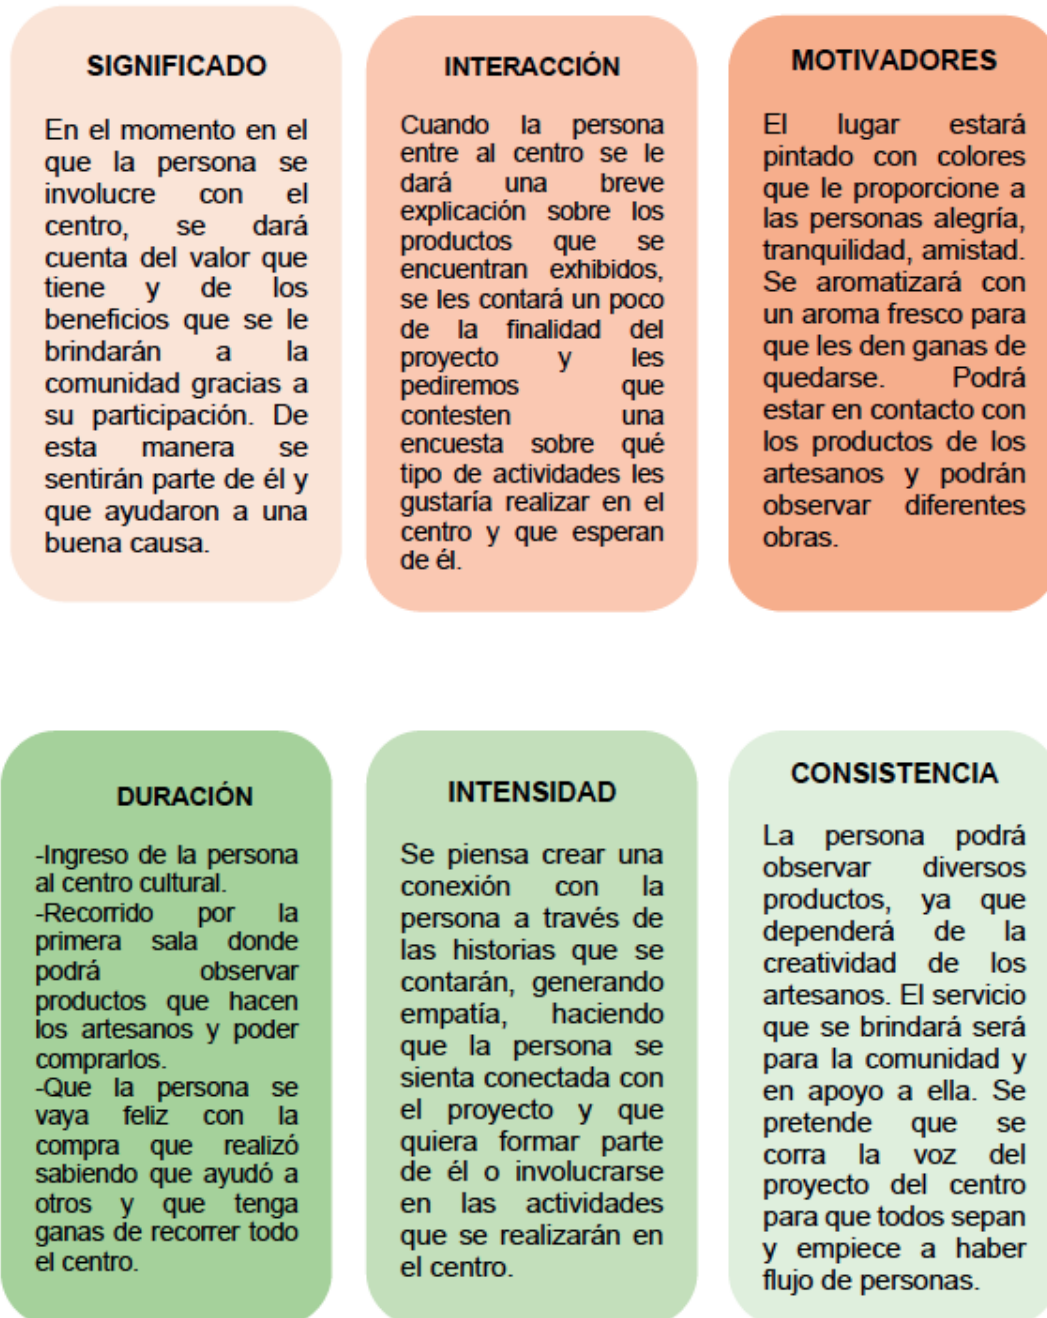 SIGNIFICADO
En el momento en el
que la persona se
involucre con el
centro, se dará
cuenta del valor que
tiene y de los
beneficios que se le
brindarán a la
comunidad gracias a
su participación. De
esta manera se
sentirán parte de él y
que ayudaron a una
buena causa.
INTERACCIÓN
Cuando la persona
entre al centro se le
dará una breve
explicación sobre los
productos que se
encuentran exhibidos,
se les contará un poco
de la finalidad del
proyecto y les
pediremos que
contesten una
encuesta sobre qué
tipo de actividades les
gustaría realizar en el
centro y que esperan
de él.
MOTIVADORES
El lugar estará
pintado con colores
que le proporcione a
las personas alegría,
tranquilidad, amistad.
Se aromatizará con
un aroma fresco para
que les den ganas de
quedarse. Podrá
estar en contacto con
los productos de los
artesanos y podrán
observar diferentes
obras.
DURACIÓN
-Ingreso de la persona
al centro cultural.
-Recorrido por la
primera sala donde
podrá observar
productos que hacen
los artesanos y poder
comprarlos.
-Que la persona se
vaya feliz con la
compra que realizó
sabiendo que ayudó a
otros y que tenga
ganas de recorrer todo
el centro.
INTENSIDAD
Se piensa crear una
conexión con la
persona a través de
las historias que se
contarán, generando
empatía, haciendo
que la persona se
sienta conectada con
el proyecto y que
quiera formar parte
de él o involucrarse
en las actividades
que se realizarán en
el centro.
CONSISTENCIA
La persona podrá
observar diversos
productos, ya que
dependerá de la
creatividad de los
artesanos. El servicio
que se brindará será
para la comunidad y
en apoyo a ella. Se
pretende que se
corra la voz del
proyecto del centro
para que todos sepan
y empiece a haber
flujo de personas.